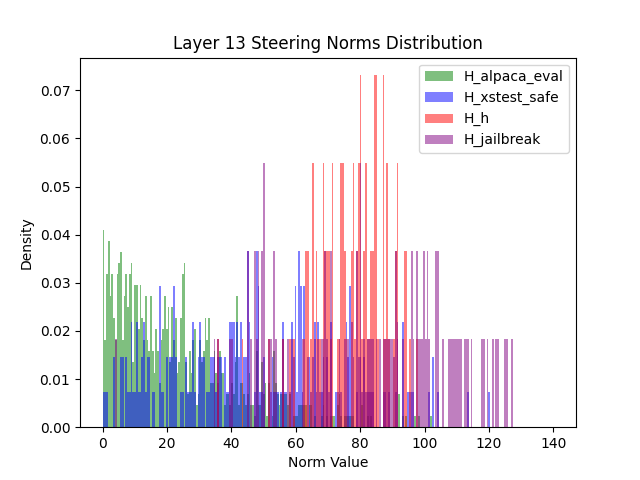 Layer 13 Steering Norms Distribution
H_alpaca_eval
H_xstest_safe
H_h
H_jailbreak
Density
0.07
0.06
0.05
0.04
0.03
0.02
0.01
0.00
0 20 40 60 80 100 120 140
Norm Value